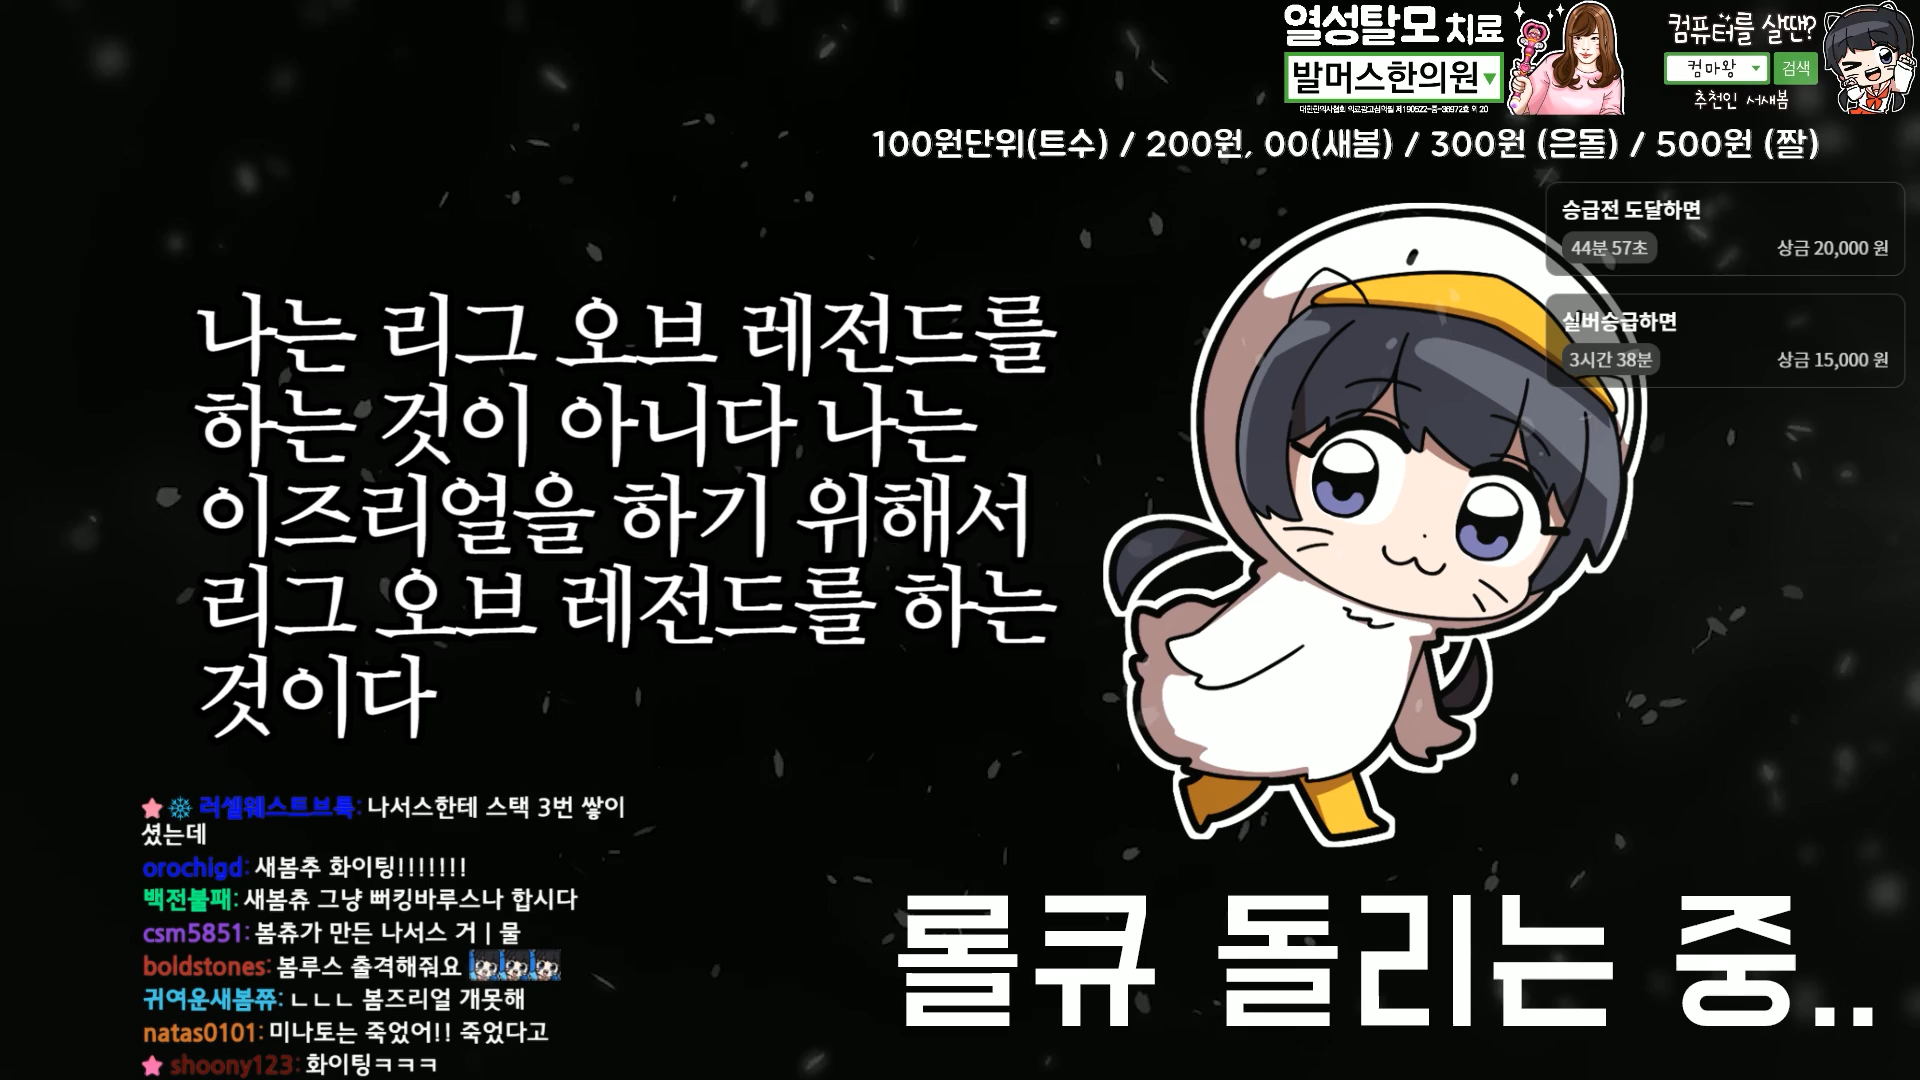 열성탈모 치료
발머스한의원
컴퓨터를 살땐?
컴마왕
검색
추천인 서새봄
100원단위(트수) / 200원, 00(새봄) / 300원 (은돌) / 500원 (짤)
승급전 도달하면
44분 57초
상금 20,000 원
실버승급하면
3시간 38분
상금 15,000 원
나는 리그 오브 레전드를
하는 것이 아니다 나는
이즈리얼을 하기 위해서
리그 오브 레전드를 하는
것이다
러셀웨스트브룩: 나서스한테 스택 3번 쌓이
셨는데
orochigd: 새봄추 화이팅!!!!!!!
백전불패: 새봄츄 그냥 뻐킹바루스나 합시다
csm5851: 봄츄가 만든 나서스 거 | 물
boldstones: 봄루스 출격해줘요
귀여운새봄쮸: ㄴㄴㄴ 봄즈리얼 개못해
natas0101: 미나토는 죽었어!! 죽었다고
shoony123: 화이팅ㅋㅋㅋ
롤큐 돌리는 중..